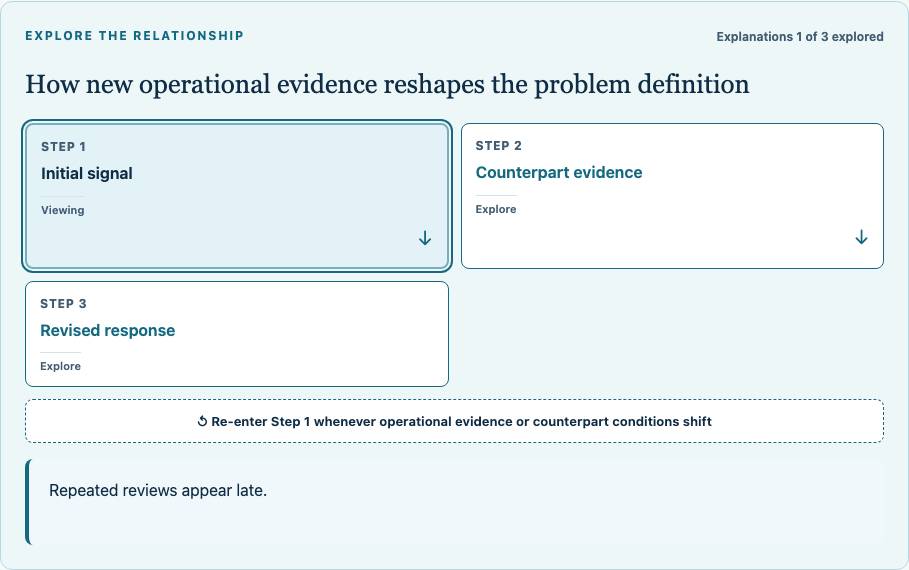 EXPLORE THE RELATIONSHIP
Explanations 1 of 3 explored
How new operational evidence reshapes the problem definition
STEP 1
Initial signal
Viewing
↓
STEP 2
Counterpart evidence
Explore
↓
STEP 3
Revised response
Explore
↺ Re-enter Step 1 whenever operational evidence or counterpart conditions shift
Repeated reviews appear late.